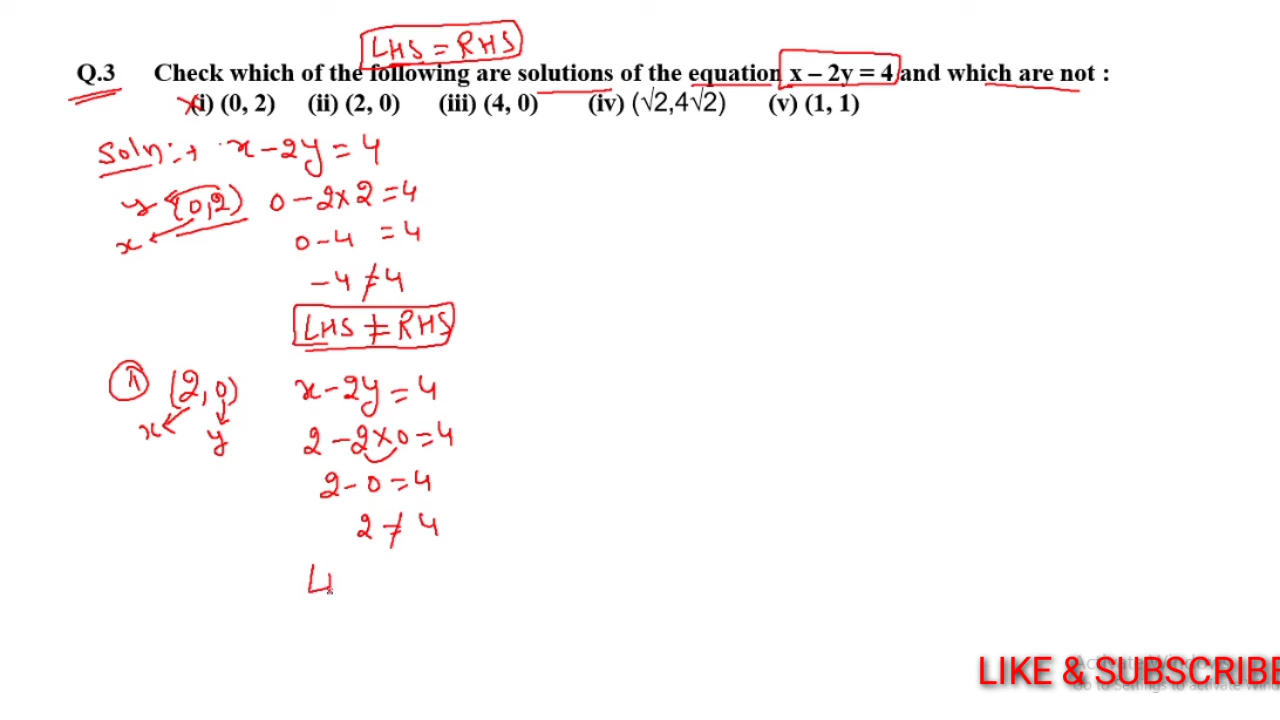 LHS = RHS
Q.3 Check which of the following are solutions of the equation x – 2y = 4 and which are not :
(i) (0, 2) (ii) (2, 0) (iii) (4, 0) (iv) (√2,4√2) (v) (1, 1)
Soln :→ x - 2y = 4
y (0,2) 0 - 2 × 2 = 4
x
0 - 4 = 4
- 4 ≠ 4
LHS ≠ RHS
(ii) (2, 0) x - 2y = 4
x y 2 - 2 × 0 = 4
2 - 0 = 4
2 ≠ 4
LIKE & SUBSCRIBE